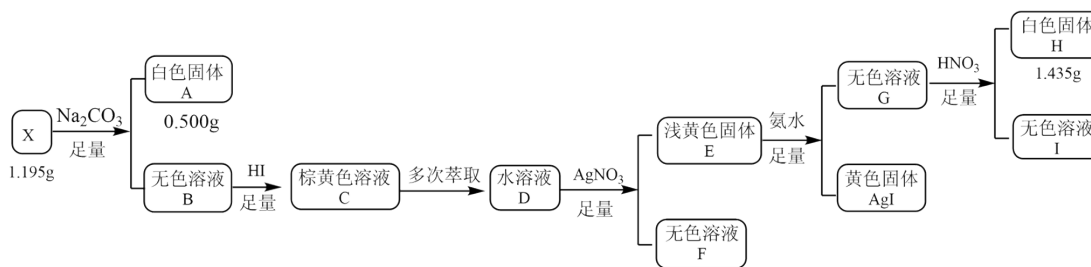 X
1.195g
Na₂CO₃
足量
白色固体
A
0.500g
无色溶液
B
HI
足量
棕黄色溶液
C
多次萃取
水溶液
D
AgNO₃
足量
浅黄色固体
E
无色溶液
F
氨水
足量
无色溶液
G
黄色固体
AgI
HNO₃
足量
白色固体
H
1.435g
无色溶液
I